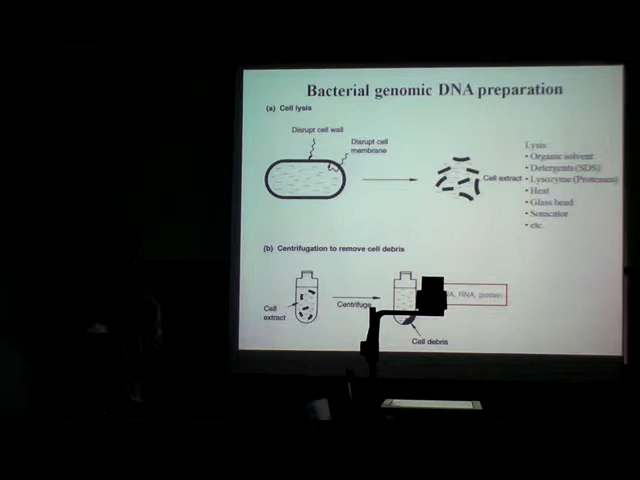 Bacterial genomic DNA preparation
(a) Cell lysis
Disrupt cell wall
Disrupt cell
membrane
Cell extract
Lysis:
• Organic solvent
• Detergents (SDS)
• Lysozyme (Proteases)
• Heat
• Glass bead
• Sonicator
• etc
(b) Centrifugation to remove cell debris
Cell
extract
Centrifuge
RNA, protein
Cell debris